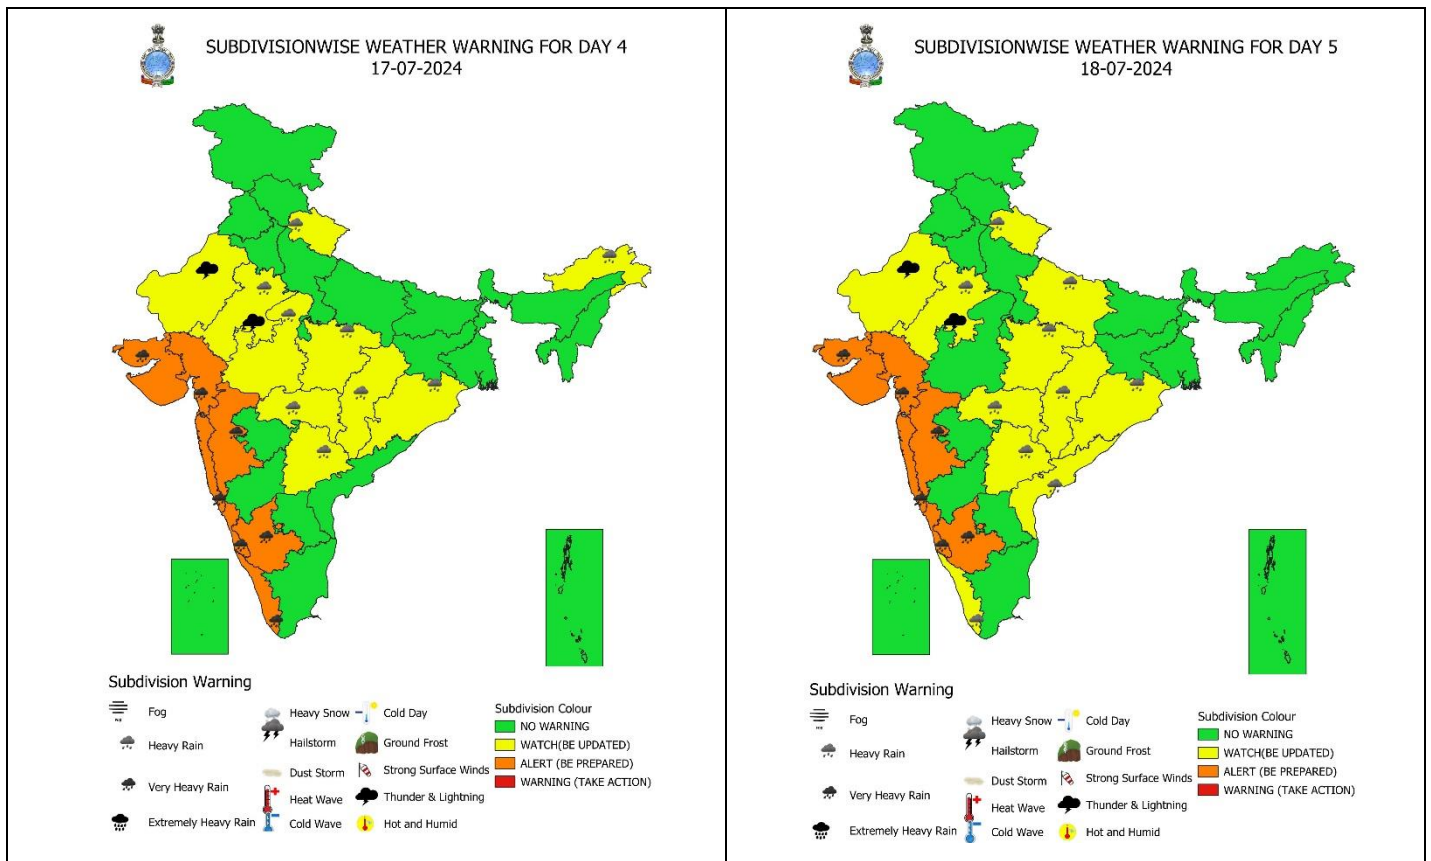 SUBDIVISIONWISE WEATHER WARNING FOR DAY 4
17-07-2024
Subdivision Warning
Fog
Heavy Rain
Very Heavy Rain
Extremely Heavy Rain
Heavy Snow
Hailstorm
Dust Storm
Heat Wave
Cold Wave
Cold Day
Ground Frost
Strong Surface Winds
Thunder & Lightning
Hot and Humid
Subdivision Colour
NO WARNING
WATCH(BE UPDATED)
ALERT (BE PREPARED)
WARNING (TAKE ACTION)
SUBDIVISIONWISE WEATHER WARNING FOR DAY 5
18-07-2024
Subdivision Warning
Fog
Heavy Rain
Very Heavy Rain
Extremely Heavy Rain
Heavy Snow
Hailstorm
Dust Storm
Heat Wave
Cold Wave
Cold Day
Ground Frost
Strong Surface Winds
Thunder & Lightning
Hot and Humid
Subdivision Colour
NO WARNING
WATCH(BE UPDATED)
ALERT (BE PREPARED)
WARNING (TAKE ACTION)